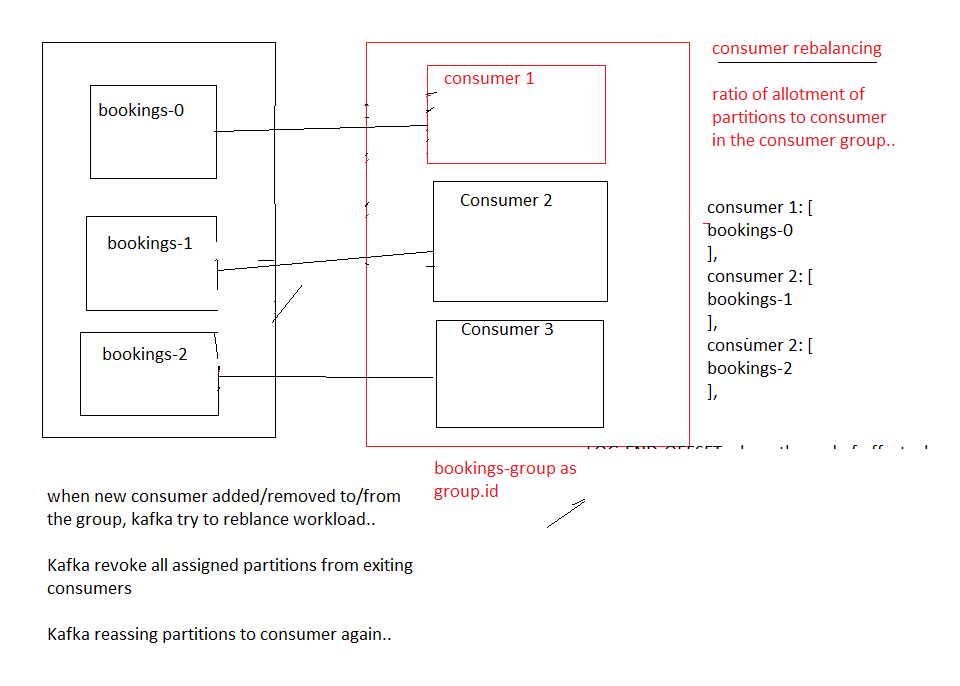 consumer rebalancing
ratio of allotment of
partitions to consumer
in the consumer group..
bookings-0
bookings-1
bookings-2
consumer 1
Consumer 2
Consumer 3
consumer 1: [
bookings-0
],
consumer 2: [
bookings-1
],
consumer 2: [
bookings-2
],
bookings-group as
group.id
when new consumer added/removed to/from
the group, kafka try to reblance workload..
Kafka revoke all assigned partitions from exiting
consumers
Kafka reassing partitions to consumer again..